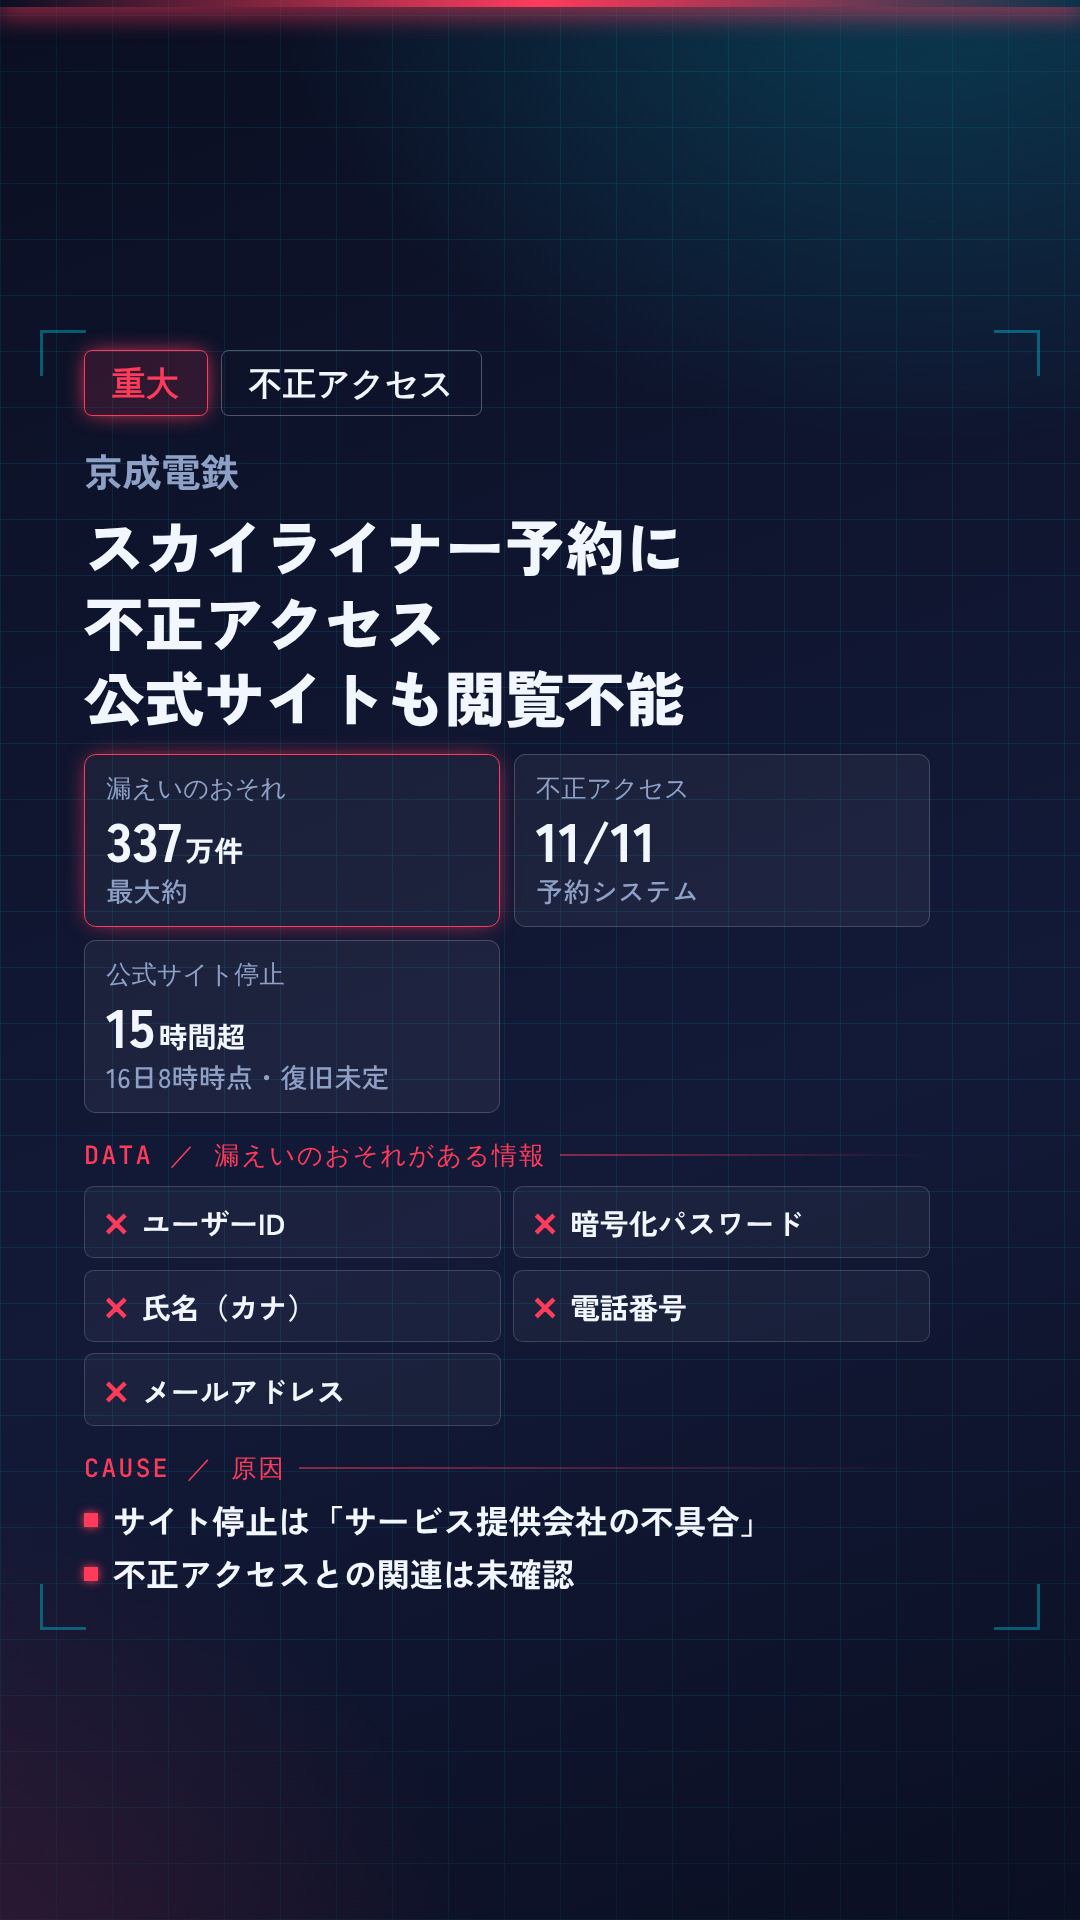 重大
不正アクセス
京成電鉄
スカイライナー予約に
不正アクセス
公式サイトも閲覧不能
漏えいのおそれ
337万件
最大約
不正アクセス
11/11
予約システム
公式サイト停止
15時間超
16日8時時点・復旧未定
DATA ／ 漏えいのおそれがある情報
✕ ユーザーID
✕ 暗号化パスワード
✕ 氏名（カナ）
✕ 電話番号
✕ メールアドレス
CAUSE ／ 原因
サイト停止は「サービス提供会社の不具合」
不正アクセスとの関連は未確認